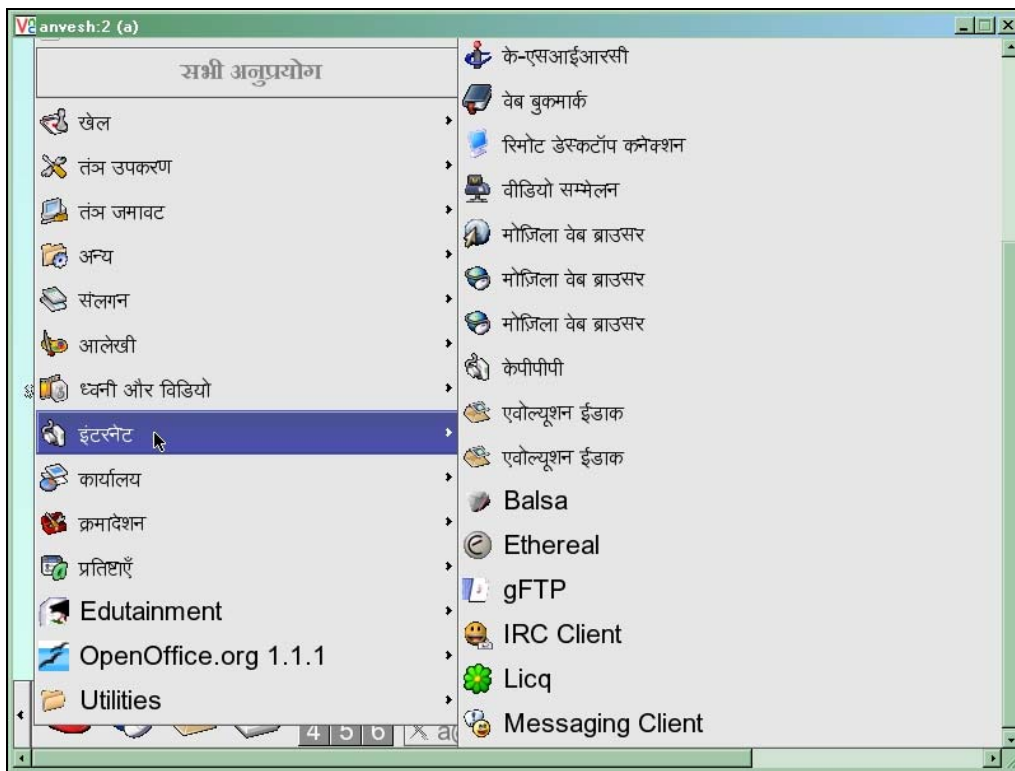 anvesh:2 (a)
सभी अनुप्रयोग
खेल
तंञ उपकरण
तंञ जमावट
अन्य
संलगन
आलेखी
ध्वनी और विडियो
इंटरनेट
कार्यालय
क्रमादेशन
प्रतिष्टाएँ
Edutainment
OpenOffice.org 1.1.1
Utilities
4 5 6
के-एसआईआरसी
वेब बुकमार्क
रिमोट डेस्कटॉप कनेक्शन
वीडियो सम्मेलन
मोज़िला वेब ब्राउसर
मोज़िला वेब ब्राउसर
मोज़िला वेब ब्राउसर
केपीपीपी
एवोल्यूशन ईडाक
एवोल्यूशन ईडाक
Balsa
Ethereal
gFTP
IRC Client
Licq
Messaging Client